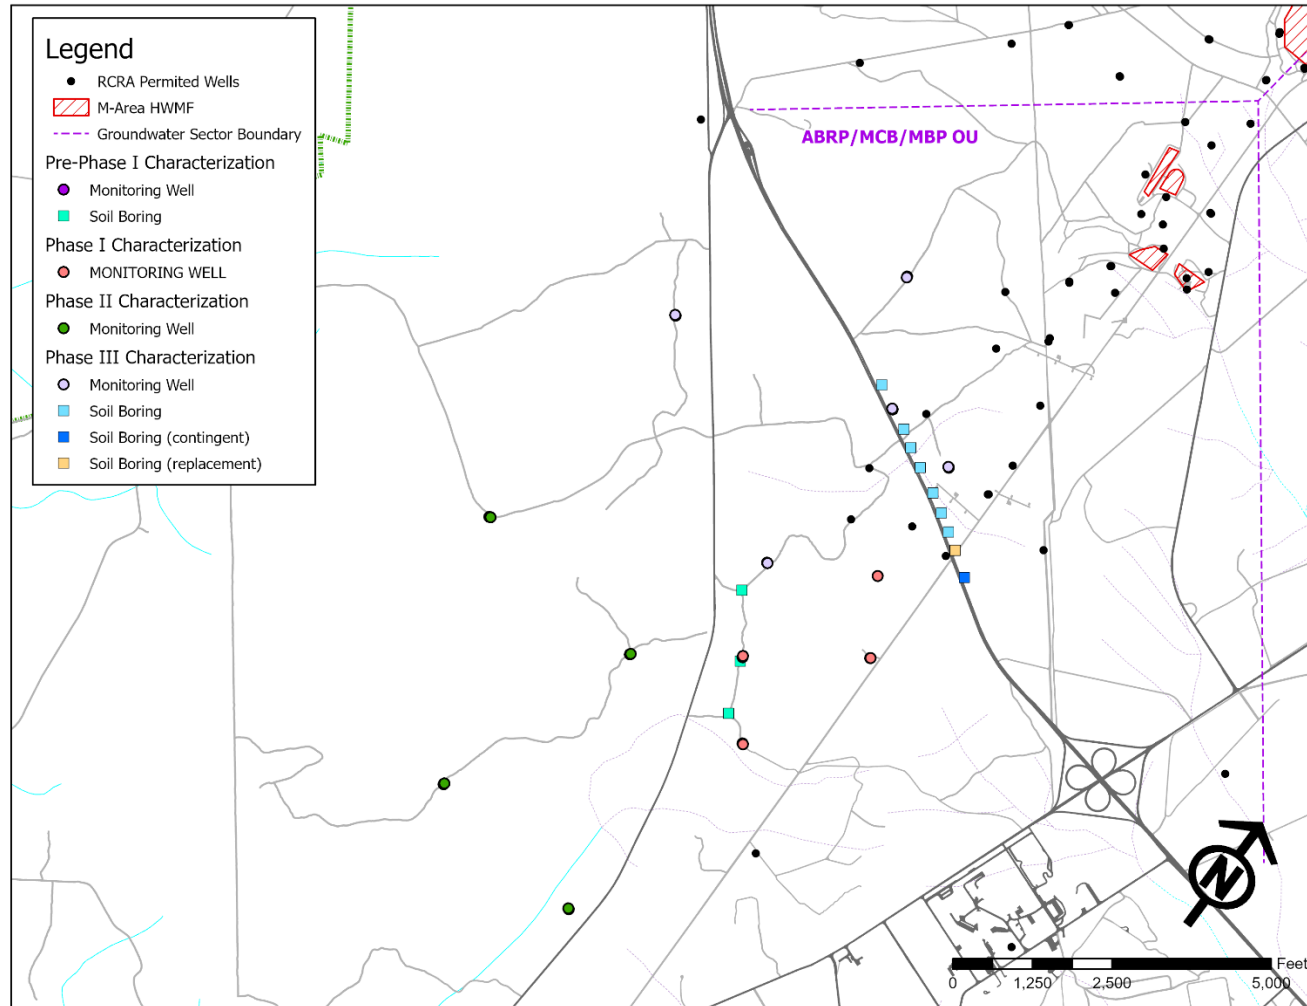 Legend
RCRA Permited Wells
M-Area HWMF
Groundwater Sector Boundary
Pre-Phase I Characterization
Monitoring Well
Soil Boring
Phase I Characterization
MONITORING WELL
Phase II Characterization
Monitoring Well
Phase III Characterization
Monitoring Well
Soil Boring
Soil Boring (contingent)
Soil Boring (replacement)
ABRP/MCB/MBP OU
N
Feet
0 1,250 2,500 5,000